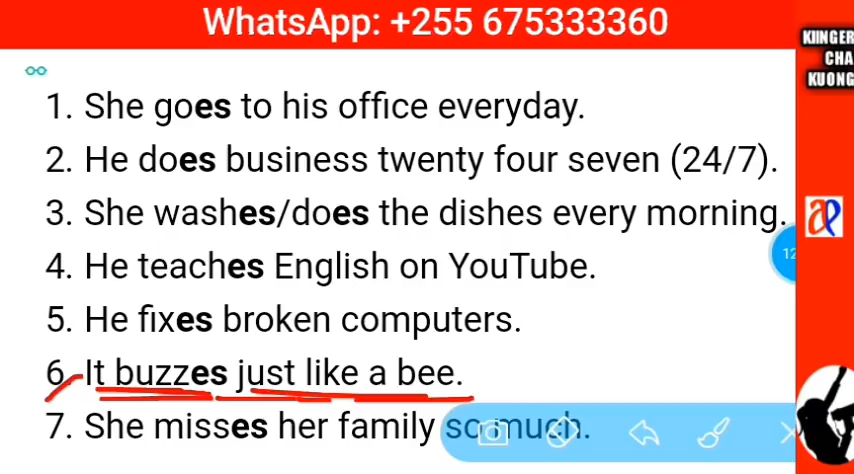 WhatsApp: +255 675333360
KIINGER
CHA
KUONG
1. She goes to his office everyday.
2. He does business twenty four seven (24/7).
3. She washes/does the dishes every morning.
4. He teaches English on YouTube.
12
5. He fixes broken computers.
6. It buzzes just like a bee.
7. She misses her family so much.